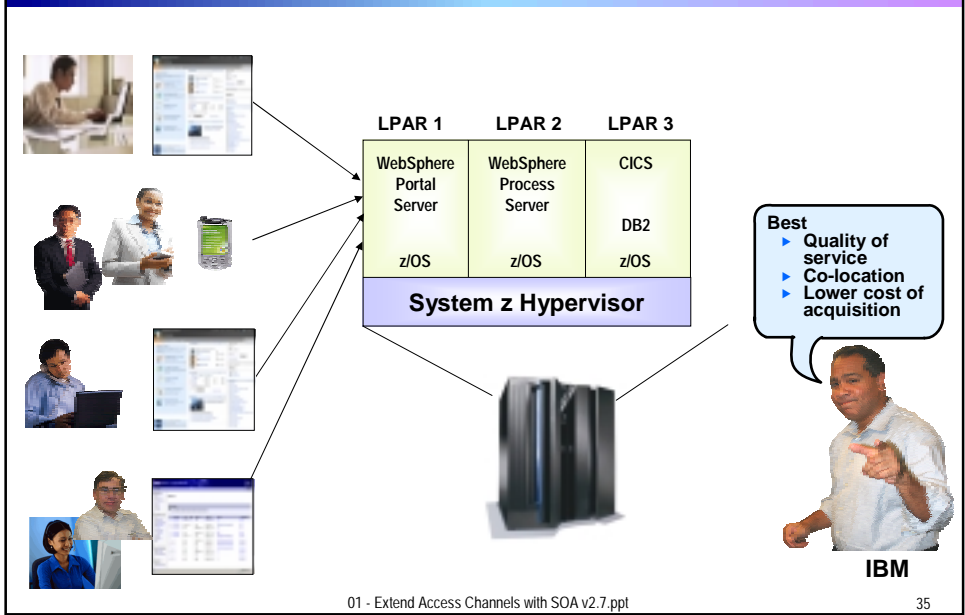 LPAR 1 LPAR 2 LPAR 3
WebSphere
Portal
Server
z/OS
WebSphere
Process
Server
z/OS
CICS
DB2
z/OS
System z Hypervisor
Best
Quality of
service
Co-location
Lower cost of
acquisition
IBM
01 - Extend Access Channels with SOA v2.7.ppt
35